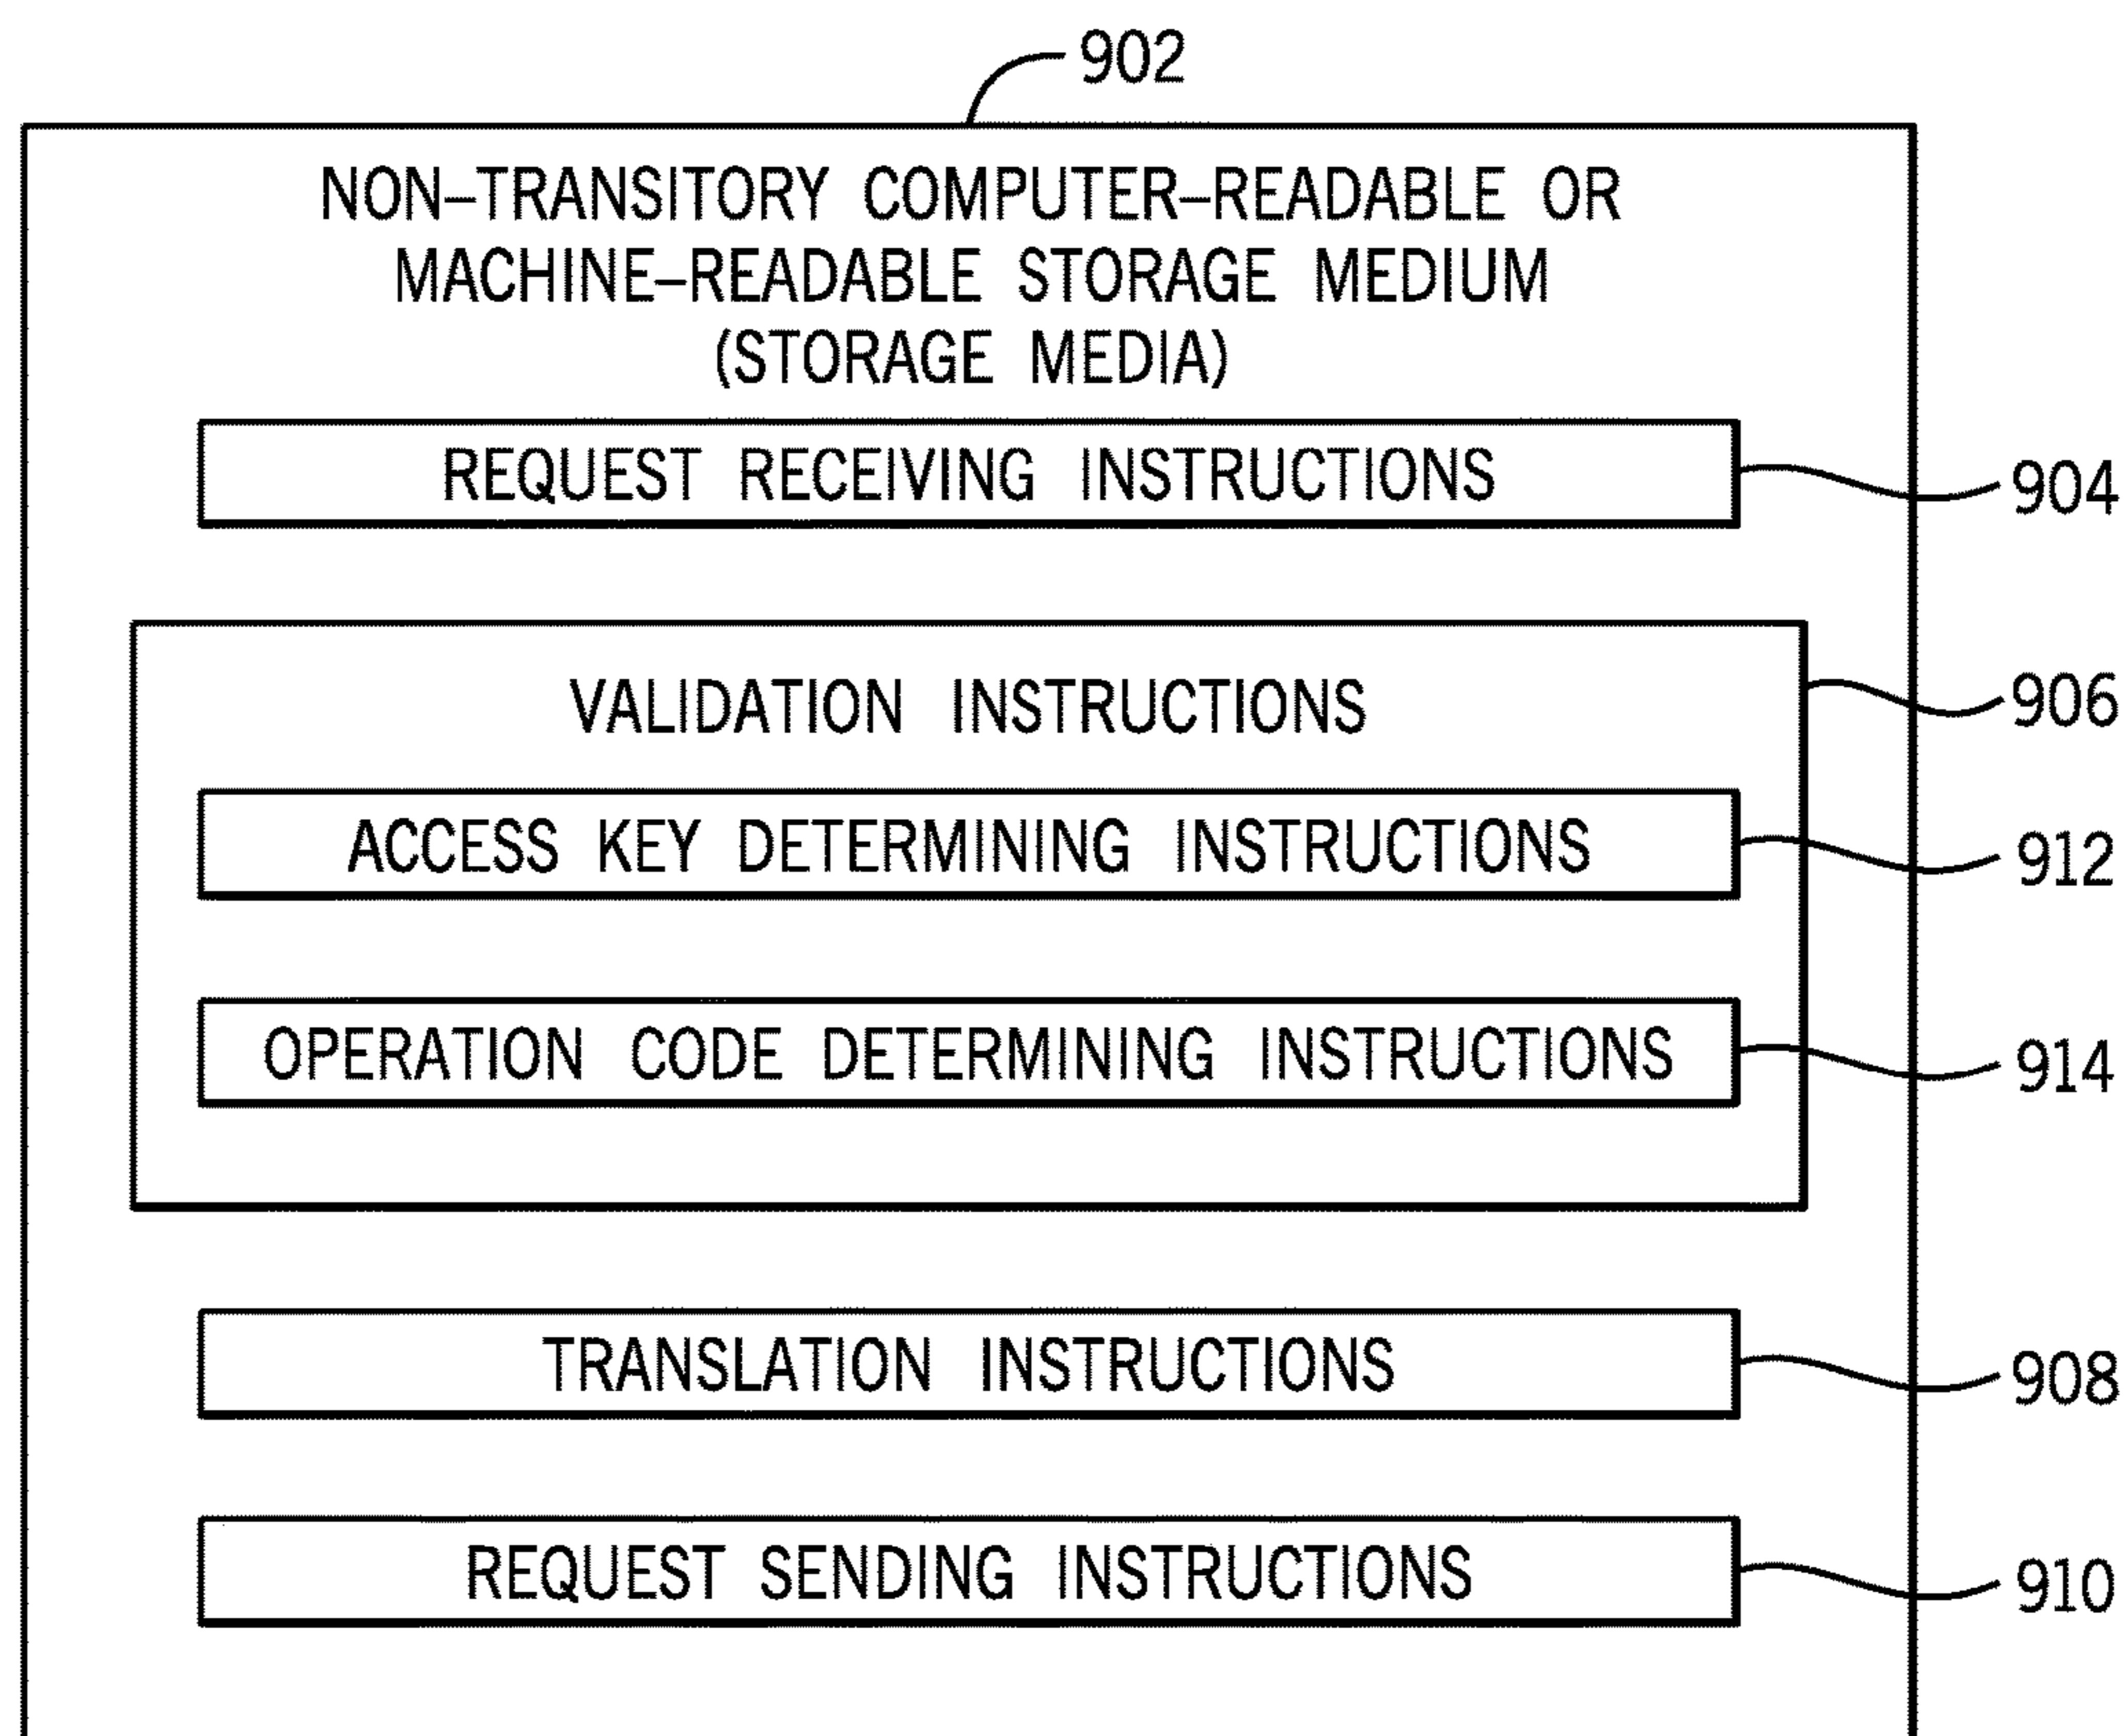 902
NON–TRANSITORY COMPUTER–READABLE OR
MACHINE–READABLE STORAGE MEDIUM
(STORAGE MEDIA)
REQUEST RECEIVING INSTRUCTIONS
904
VALIDATION INSTRUCTIONS
906
ACCESS KEY DETERMINING INSTRUCTIONS
912
OPERATION CODE DETERMINING INSTRUCTIONS
914
TRANSLATION INSTRUCTIONS
908
REQUEST SENDING INSTRUCTIONS
910